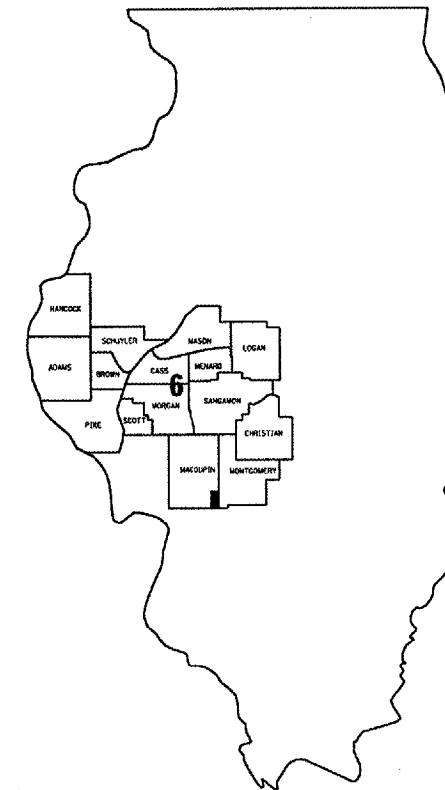 HANCOCK
SCHUYLER
MASON
LOGAN
ADAMS
BROWN
CASS
MENARD
6
MORGAN
SANGAMON
PIKE
SCOTT
CHRISTIAN
MACOUPIN
MONTGOMERY